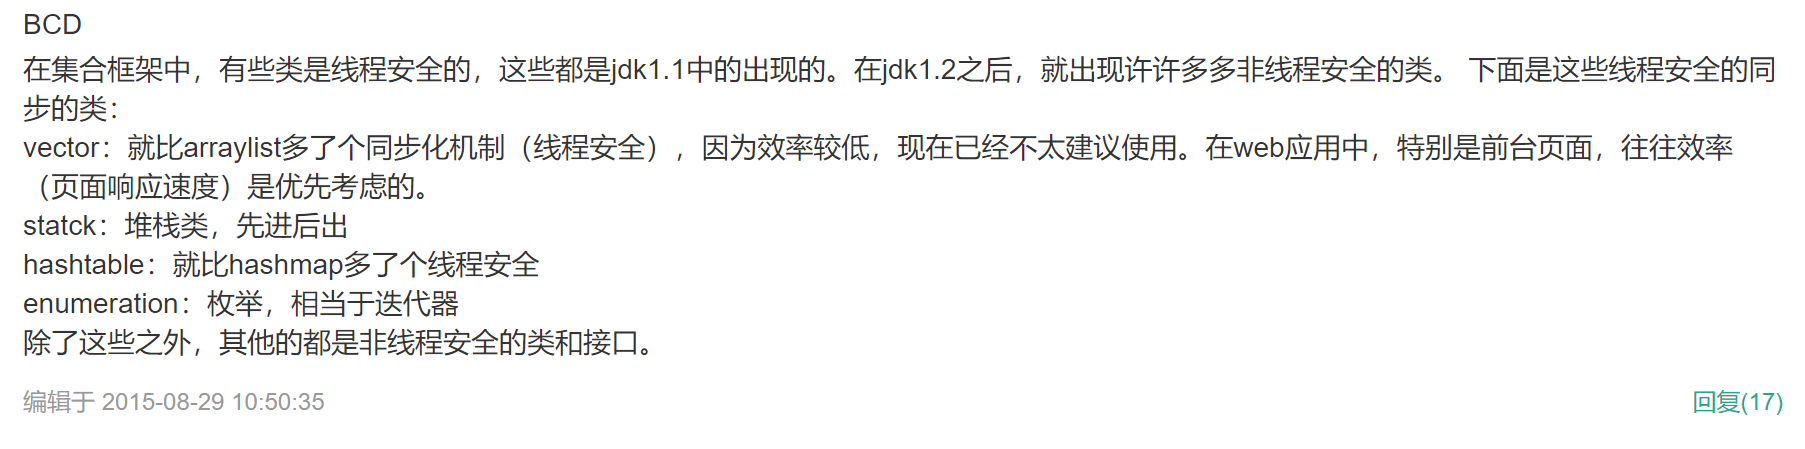 BCD
在集合框架中，有些类是线程安全的，这些都是jdk1.1中的出现的。在jdk1.2之后，就出现许许多多非线程安全的类。 下面是这些线程安全的同
步的类：
vector：就比arraylist多了个同步化机制（线程安全），因为效率较低，现在已经不太建议使用。在web应用中，特别是前台页面，往往效率
（页面响应速度）是优先考虑的。
statck：堆栈类，先进后出
hashtable：就比hashmap多了个线程安全
enumeration：枚举，相当于迭代器
除了这些之外，其他的都是非线程安全的类和接口。
编辑于 2015-08-29 10:50:35
回复(17)